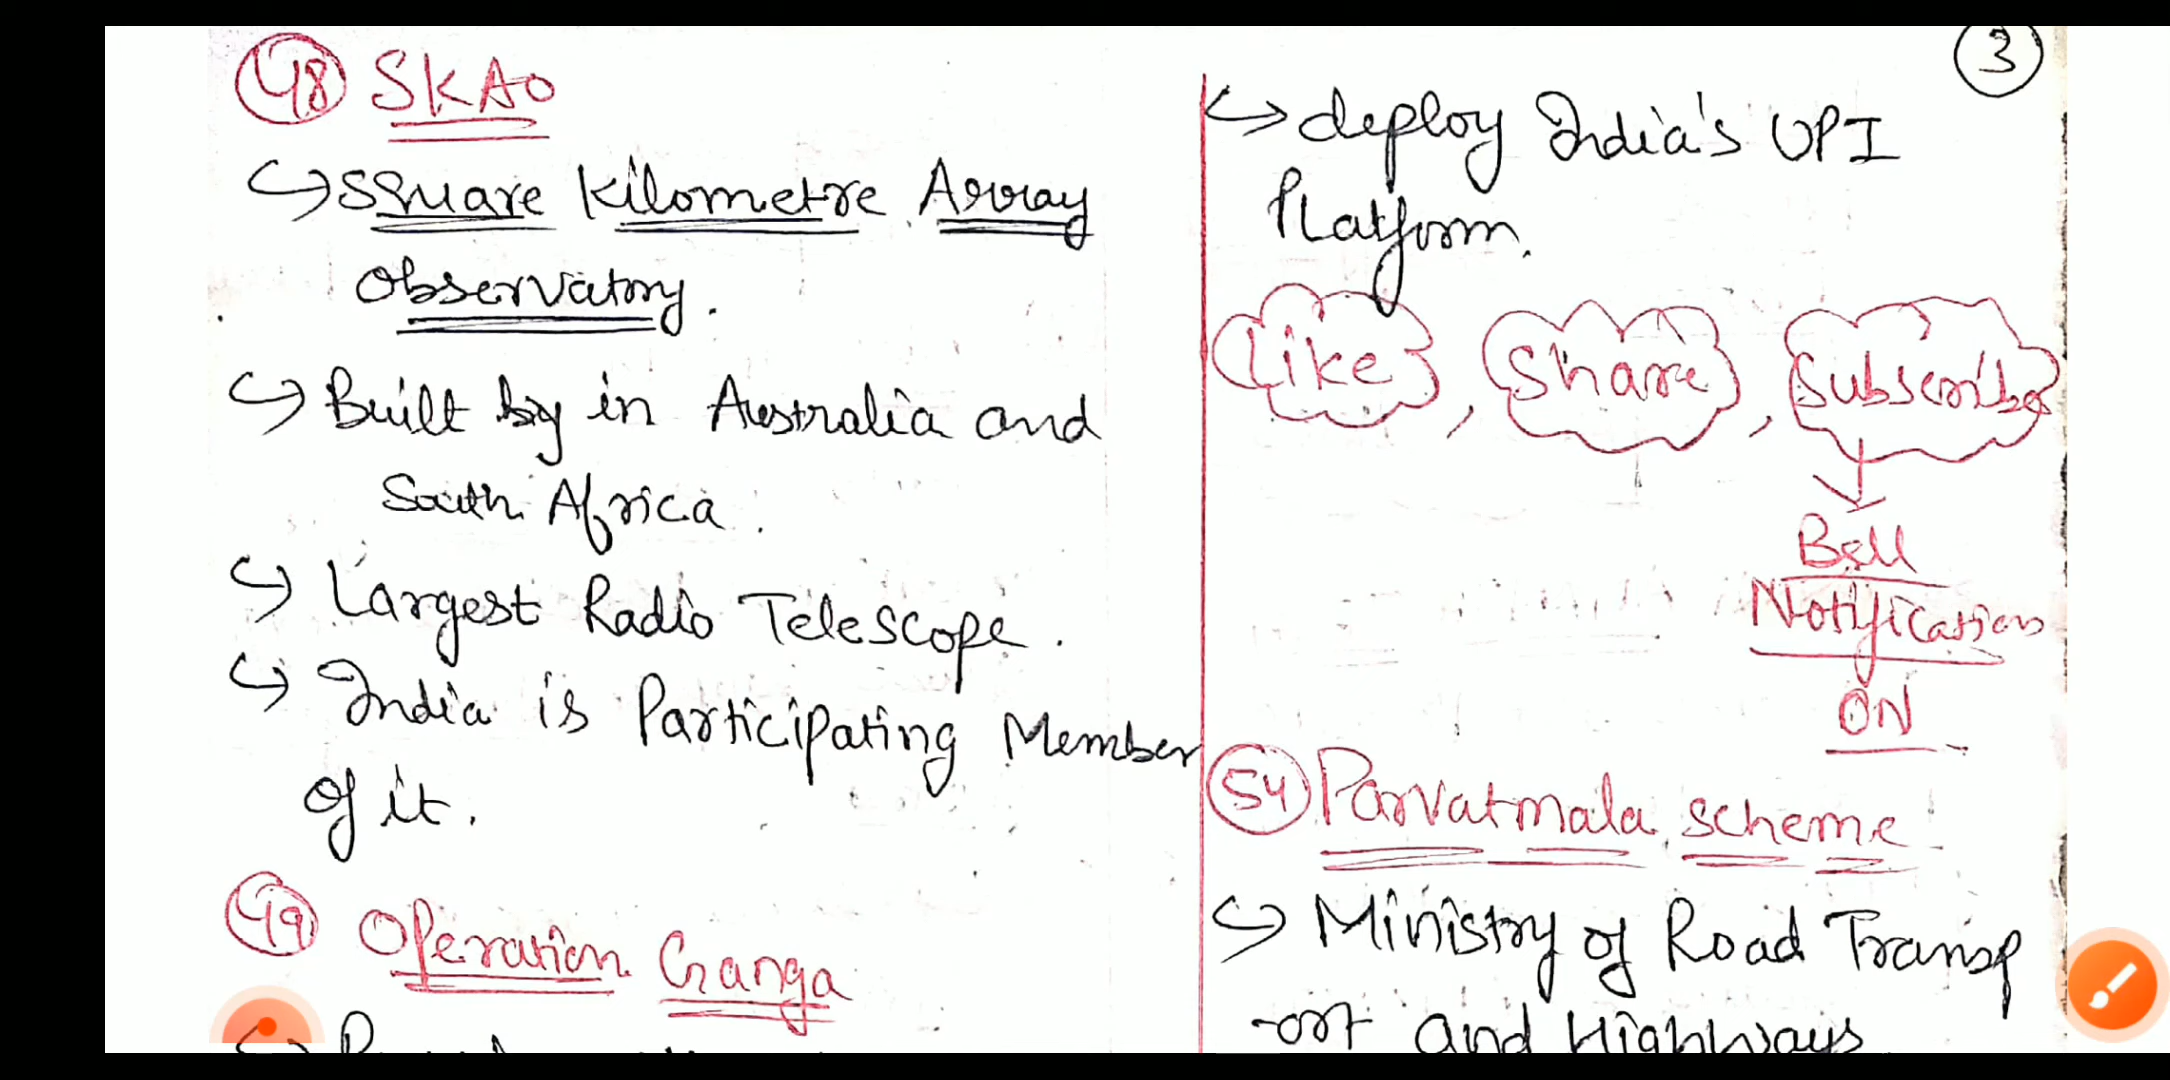 48 SKAO
↪ Square Kilometre Array
Observatory.
↪ Built by in Australia and
South Africa.
↪ Largest Radio Telescope.
↪ India is Participating Member
of it.
49 Operation Ganga
3
↪ deploy India's UPI
Platform.
Like, Share, Subscribe
Bell
Notification
ON
54 Parvatmala scheme
↪ Ministry of Road Transp
-ort and Highways